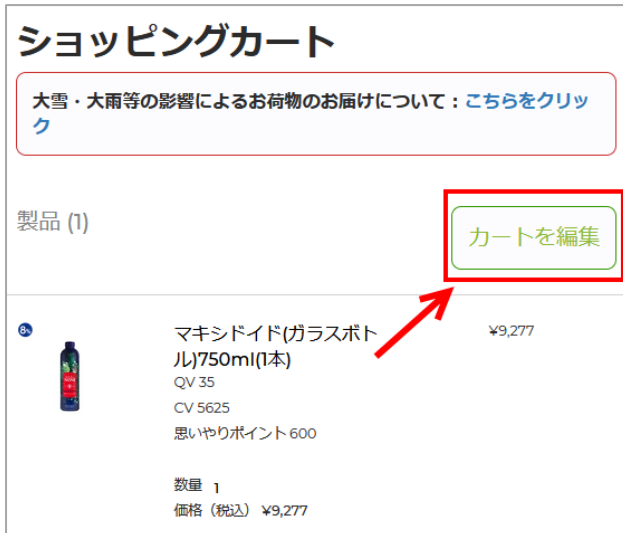 ショッピングカート
大雪・大雨等の影響によるお荷物のお届けについて：こちらをクリッ
ク
製品 (1)
カートを編集
8%
マキシドイド(ガラスボト
ル)750ml(1本)
¥9,277
QV 35
CV 5625
思いやりポイント 600
数量 1
価格（税込） ¥9,277